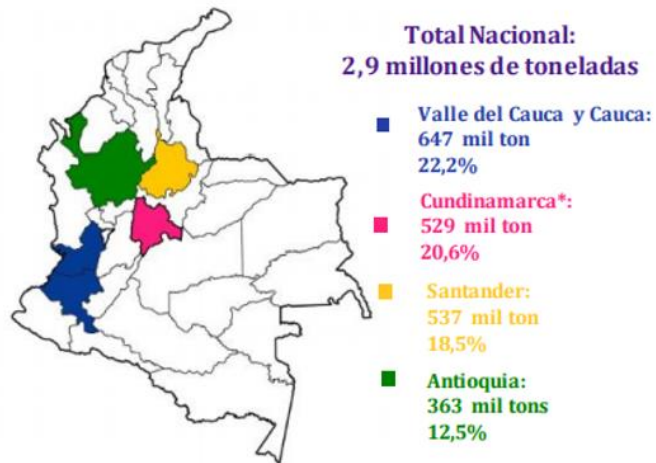 Total Nacional:
2,9 millones de toneladas
Valle del Cauca y Cauca:
647 mil ton
22,2%
Cundinamarca*:
529 mil ton
20,6%
Santander:
537 mil ton
18,5%
Antioquia:
363 mil tons
12,5%